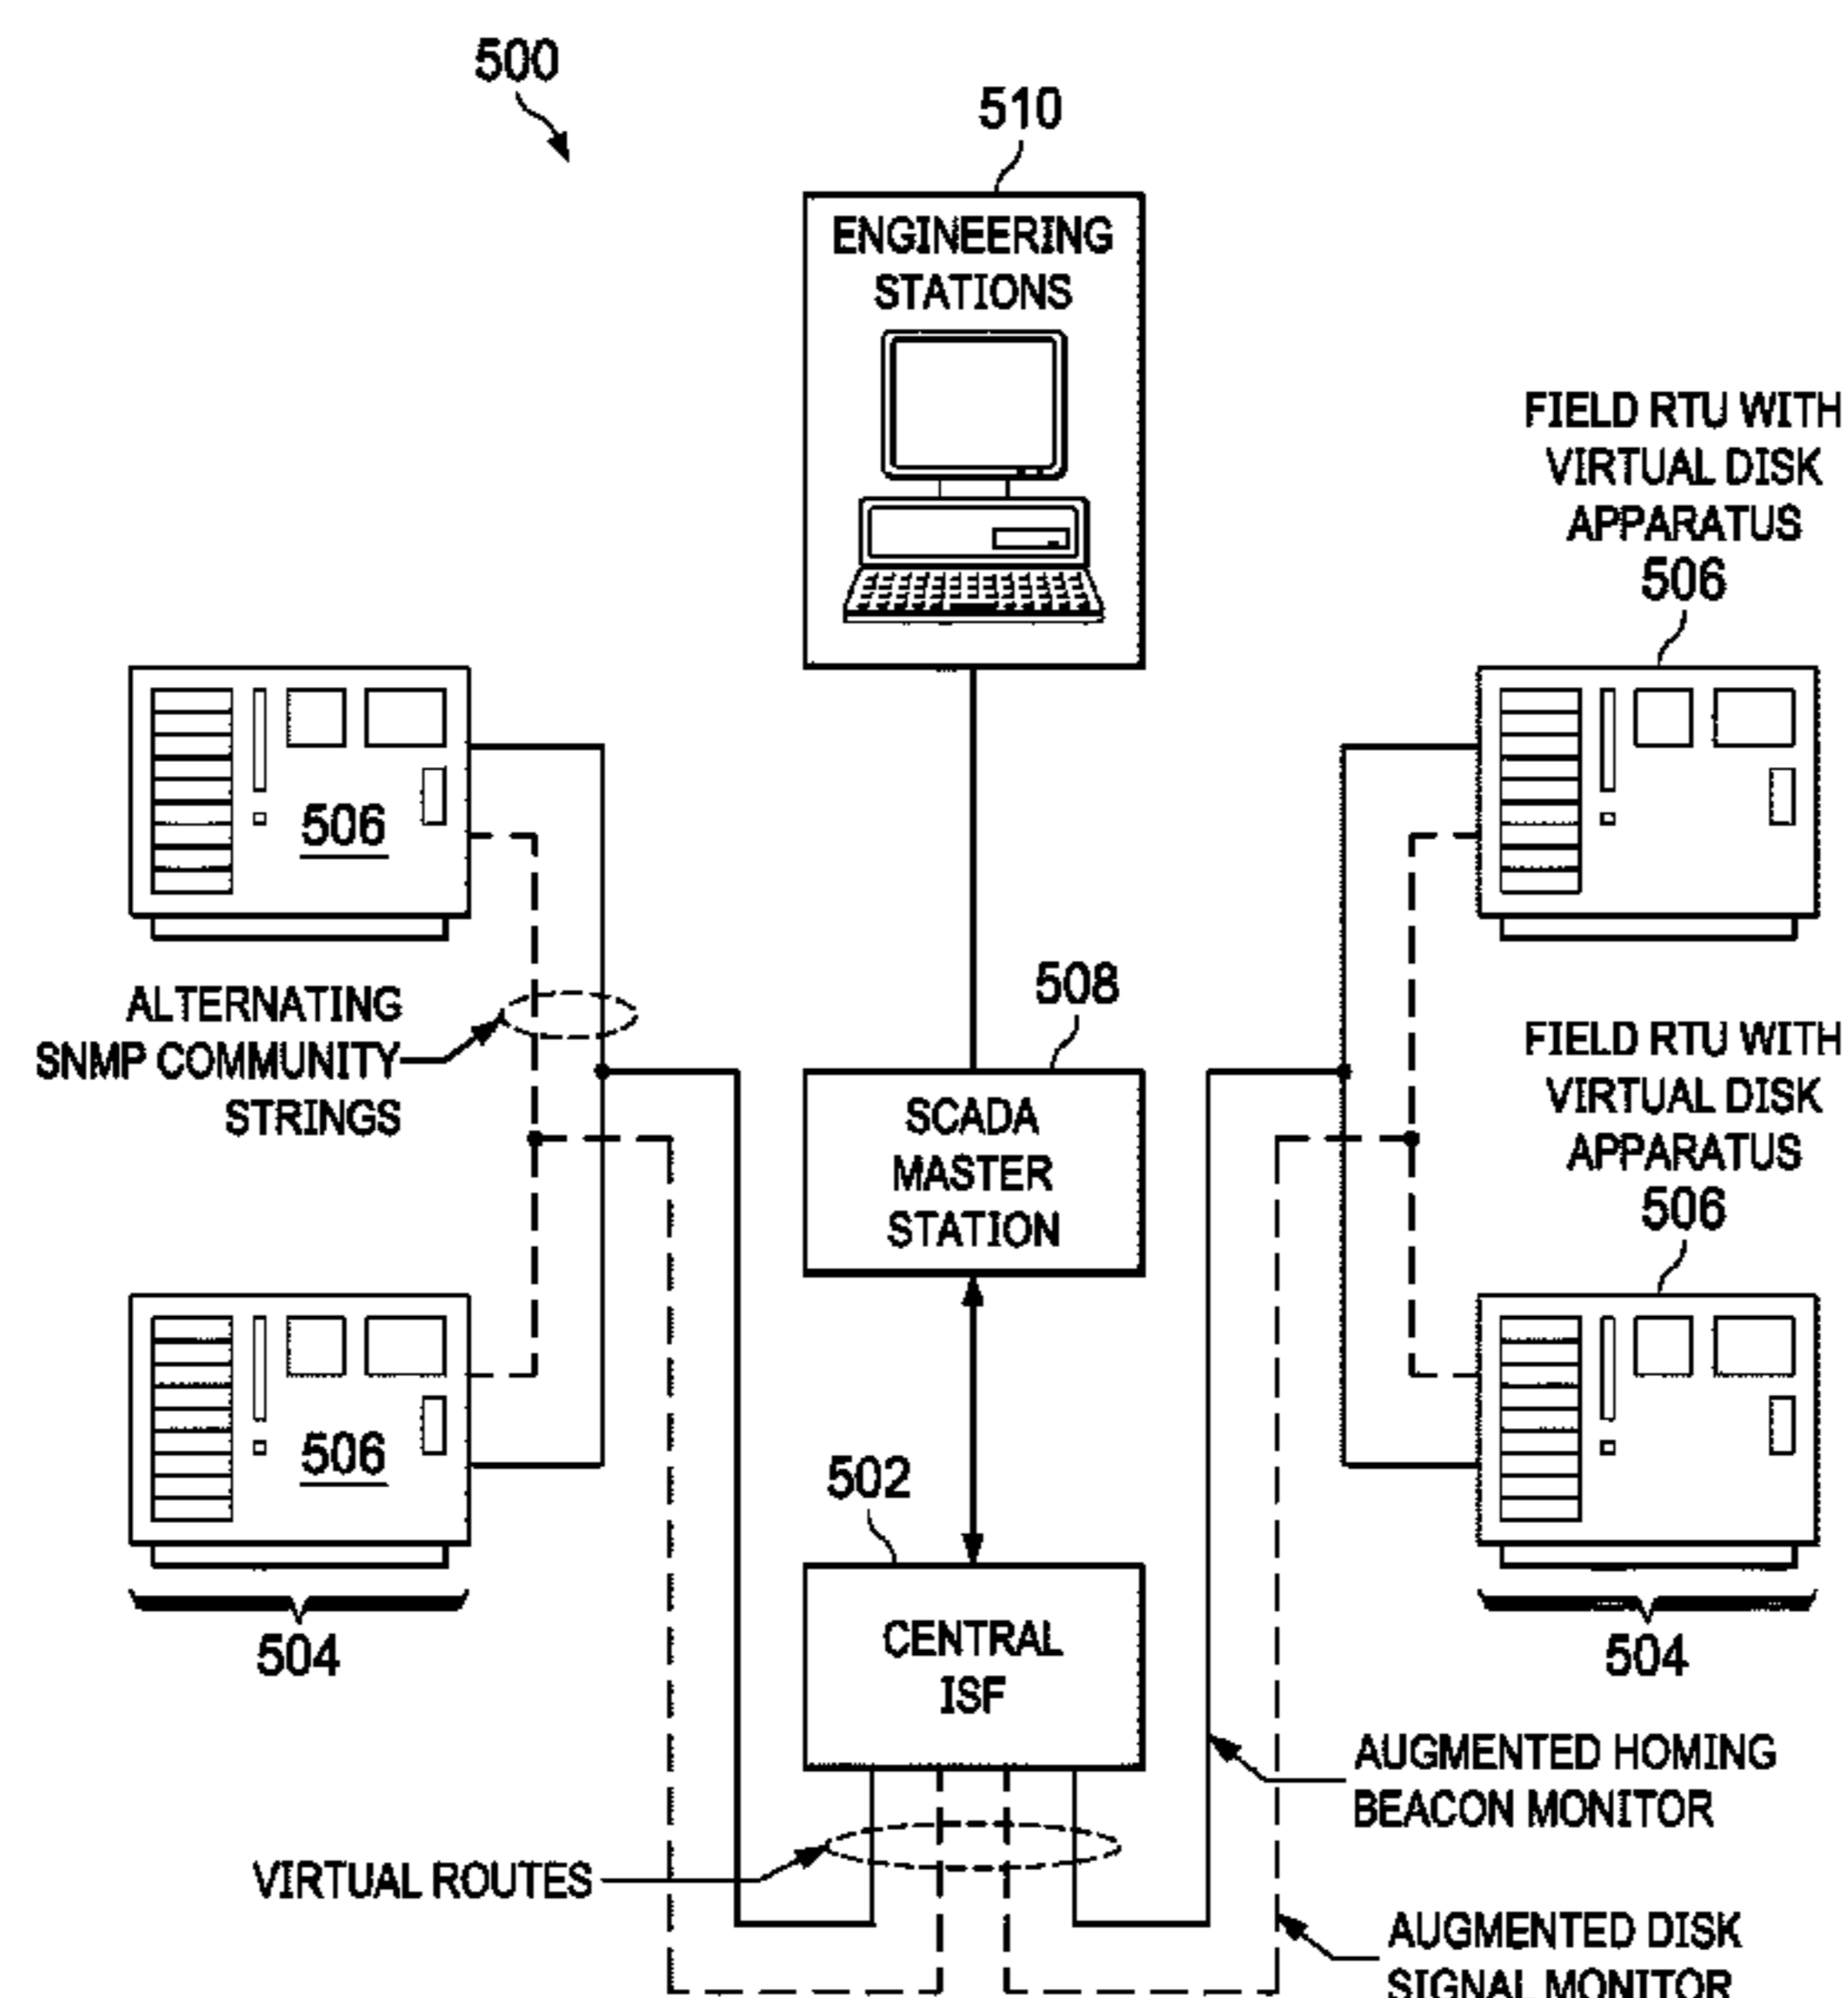 500
510
ENGINEERING
STATIONS
FIELD RTU WITH
VIRTUAL DISK
APPARATUS
506
506
ALTERNATING
SNMP COMMUNITY
STRINGS
508
SCADA
MASTER
STATION
FIELD RTU WITH
VIRTUAL DISK
APPARATUS
506
506
502
CENTRAL
ISF
504
504
AUGMENTED HOMING
BEACON MONITOR
VIRTUAL ROUTES
AUGMENTED DISK
SIGNAL MONITOR